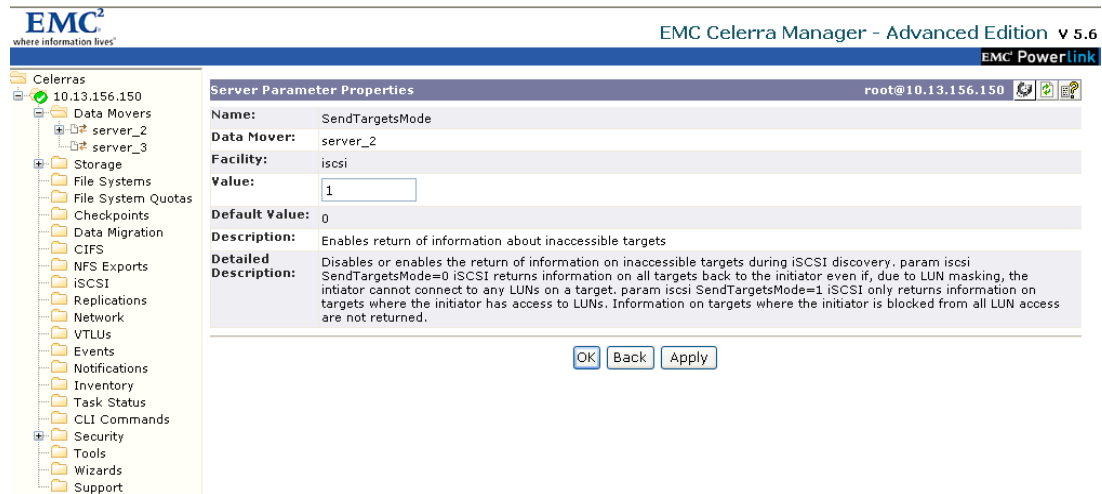 EMC²
where information lives®
EMC Celerra Manager - Advanced Edition v 5.6
EMC² Powerlink
Celerras
10.13.156.150
Data Movers
server_2
server_3
Storage
File Systems
File System Quotas
Checkpoints
Data Migration
CIFS
NFS Exports
iSCSI
Replications
Network
VTLUs
Events
Notifications
Inventory
Task Status
CLI Commands
Security
Tools
Wizards
Support
Server Parameter Properties root@10.13.156.150
Name: SendTargetsMode
Data Mover: server_2
Facility: iscsi
Value: 1
Default Value: 0
Description: Enables return of information about inaccessible targets
Detailed Description: Disables or enables the return of information on inaccessible targets during iSCSI discovery. param iscsi
SendTargetsMode=0 iSCSI returns information on all targets back to the initiator even if, due to LUN masking, the
intiator cannot connect to any LUNs on a target. param iscsi SendTargetsMode=1 iSCSI only returns information on
targets where the initiator has access to LUNs. Information on targets where the initiator is blocked from all LUN access
are not returned.
OK Back Apply